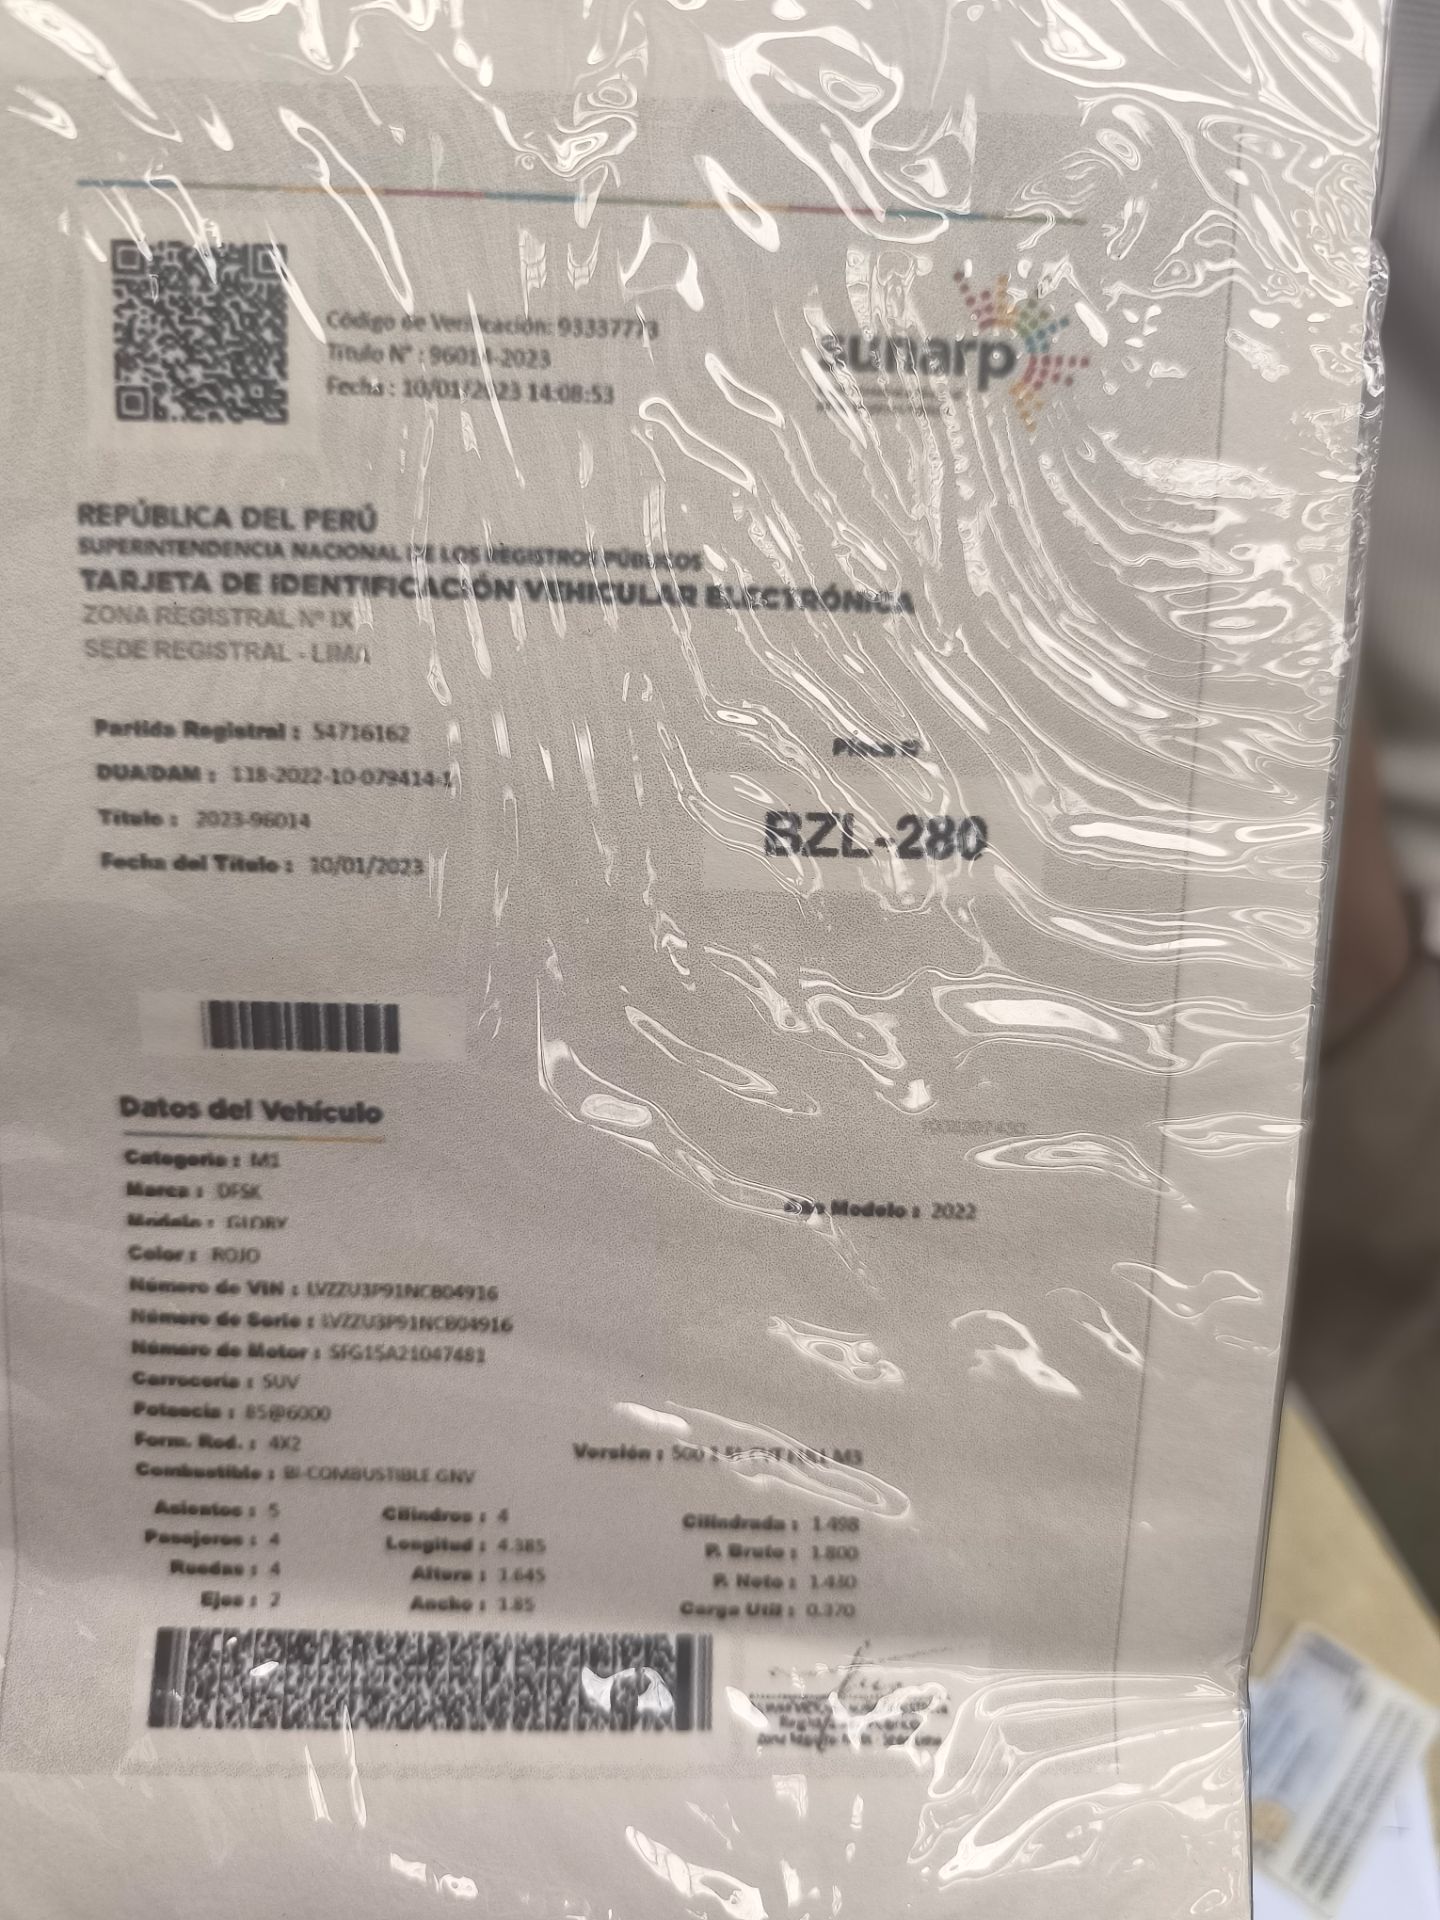 Código de Verificación: 93337773
Título N° : 96014-2023
Fecha : 10/01/2023 14:08:53
sunarp
REPÚBLICA DEL PERÚ
SUPERINTENDENCIA NACIONAL DE LOS REGISTROS PÚBLICOS
TARJETA DE IDENTIFICACIÓN VEHICULAR ELECTRÓNICA
ZONA REGISTRAL N° IX
SEDE REGISTRAL - LIMA
Partida Registral : 54716162
DUA/DAM : 118-2022-10-079414-1
Título : 2023-96014
Fecha del Título : 10/01/2023
Placa N°
BZL-280
Datos del Vehículo
Categoría : M1
Marca : DFSK
Modelo : GLORY
Color : ROJO
Año Modelo : 2022
Número de VIN : LVZZU3P91NCB04916
Número de Serie : LVZZU3P91NCB04916
Número de Motor : SFG15A21047481
Carrocería : SUV
Potencia : 85@6000
Form. Rod. : 4X2
Versión : 500
Combustible : BI-COMBUSTIBLE GNV
Asientos : 5 Cilindros : 4 Cilindrada : 1.498
Pasajeros : 4 Longitud : 4.385 P. Bruto : 1.800
Ruedas : 4 Altura : 1.645 P. Neto : 1.430
Ejes : 2 Ancho : 1.85 Carga Util : 0.370